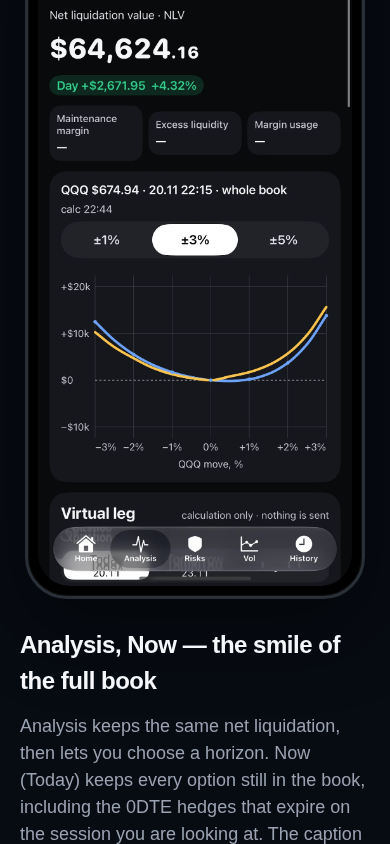 Net liquidation value · NLV
$64,624.16
Day +$2,671.95 +4.32%
Maintenance
margin
—
Excess liquidity
—
Margin usage
—
QQQ $674.94 · 20.11 22:15 · whole book
calc 22:44
±1%
±3%
±5%
+$20k
+$10k
$0
−$10k
−3% −2% −1% 0% +1% +2% +3%
QQQ move, %
Virtual leg
calculation only · nothing is sent
Home
Analysis
Risks
Vol
History
20.11
23.11
Analysis, Now — the smile of
the full book
Analysis keeps the same net liquidation,
then lets you choose a horizon. Now
(Today) keeps every option still in the book,
including the 0DTE hedges that expire on
the session you are looking at. The caption